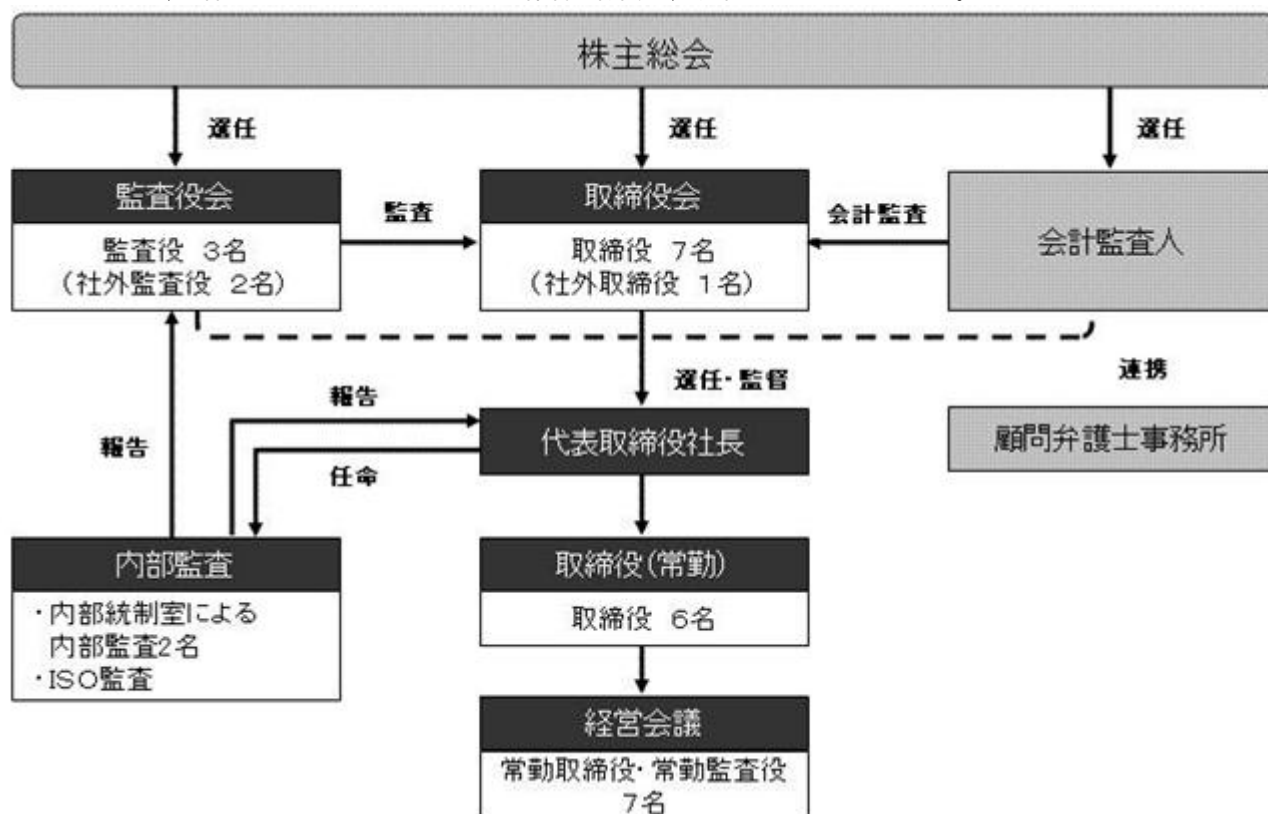 株主総会
選任
選任
選任
監査役会
監査役 3名
(社外監査役 2名)
監査
取締役会
取締役 7名
(社外取締役 1名)
会計監査
会計監査人
選任・監督
連携
報告
報告
任命
代表取締役社長
顧問弁護士事務所
内部監査
・内部統制室による
内部監査2名
・ISO監査
取締役(常勤)
取締役 6名
経営会議
常勤取締役・常勤監査役
7名